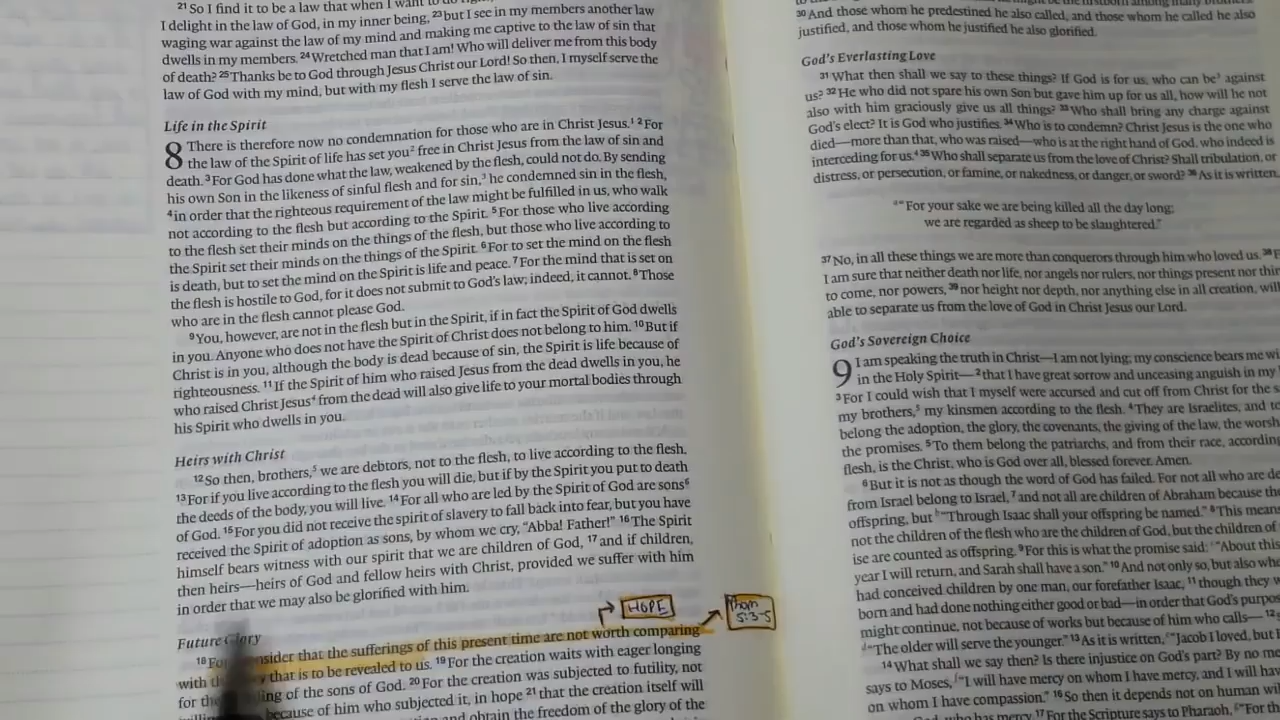 21 So I find it to be a law that when I want to do
I delight in the law of God, in my inner being, 23 but I see in my members another law
waging war against the law of my mind and making me captive to the law of sin that
dwells in my members. 24 Wretched man that I am! Who will deliver me from this body
of death? 25 Thanks be to God through Jesus Christ our Lord! So then, I myself serve the
law of God with my mind, but with my flesh I serve the law of sin.
Life in the Spirit
8 There is therefore now no condemnation for those who are in Christ Jesus.1 2 For
the law of the Spirit of life has set you2 free in Christ Jesus from the law of sin and
death. 3 For God has done what the law, weakened by the flesh, could not do. By sending
his own Son in the likeness of sinful flesh and for sin,3 he condemned sin in the flesh,
4 in order that the righteous requirement of the law might be fulfilled in us, who walk
not according to the flesh but according to the Spirit. 5 For those who live according
to the flesh set their minds on the things of the flesh, but those who live according to
the Spirit set their minds on the things of the Spirit. 6 For to set the mind on the flesh
is death, but to set the mind on the Spirit is life and peace. 7 For the mind that is set on
the flesh is hostile to God, for it does not submit to God's law; indeed, it cannot. 8 Those
who are in the flesh cannot please God.
9 You, however, are not in the flesh but in the Spirit, if in fact the Spirit of God dwells
in you. Anyone who does not have the Spirit of Christ does not belong to him. 10 But if
Christ is in you, although the body is dead because of sin, the Spirit is life because of
righteousness. 11 If the Spirit of him who raised Jesus from the dead dwells in you, he
who raised Christ Jesus4 from the dead will also give life to your mortal bodies through
his Spirit who dwells in you.
Heirs with Christ
12 So then, brothers,5 we are debtors, not to the flesh, to live according to the flesh.
13 For if you live according to the flesh you will die, but if by the Spirit you put to death
the deeds of the body, you will live. 14 For all who are led by the Spirit of God are sons6
of God. 15 For you did not receive the spirit of slavery to fall back into fear, but you have
received the Spirit of adoption as sons, by whom we cry, "Abba! Father!" 16 The Spirit
himself bears witness with our spirit that we are children of God, 17 and if children,
then heirs—heirs of God and fellow heirs with Christ, provided we suffer with him
in order that we may also be glorified with him.
HOPE
Rom
5:3-5
Future Glory
18 For consider that the sufferings of this present time are not worth comparing
with that is to be revealed to us. 19 For the creation waits with eager longing
for the of the sons of God. 20 For the creation was subjected to futility, not
because of him who subjected it, in hope 21 that the creation itself will
and obtain the freedom of the glory of the
30 And those whom he predestined he also called, and those whom he called he also
justified, and those whom he justified he also glorified.
God's Everlasting Love
31 What then shall we say to these things? If God is for us, who can be3 against
us? 32 He who did not spare his own Son but gave him up for us all, how will he not
also with him graciously give us all things? 33 Who shall bring any charge against
God's elect? It is God who justifies. 34 Who is to condemn? Christ Jesus is the one who
died—more than that, who was raised—who is at the right hand of God, who indeed is
interceding for us.4 35 Who shall separate us from the love of Christ? Shall tribulation, or
distress, or persecution, or famine, or nakedness, or danger, or sword? 36 As it is written,
"For your sake we are being killed all the day long;
we are regarded as sheep to be slaughtered."
37 No, in all these things we are more than conquerors through him who loved us. 38 F
I am sure that neither death nor life, nor angels nor rulers, nor things present nor thin
to come, nor powers, 39 nor height nor depth, nor anything else in all creation, will
able to separate us from the love of God in Christ Jesus our Lord.
God's Sovereign Choice
9 I am speaking the truth in Christ—I am not lying; my conscience bears me wi
in the Holy Spirit—2 that I have great sorrow and unceasing anguish in my
3 For I could wish that I myself were accursed and cut off from Christ for the s
my brothers,5 my kinsmen according to the flesh. 4 They are Israelites, and to
belong the adoption, the glory, the covenants, the giving of the law, the worsh
the promises. 5 To them belong the patriarchs, and from their race, according
flesh, is the Christ, who is God over all, blessed forever. Amen.
6 But it is not as though the word of God has failed. For not all who are de
from Israel belong to Israel, 7 and not all are children of Abraham because th
offspring, but "Through Isaac shall your offspring be named." 8 This mean
not the children of the flesh who are the children of God, but the children of
ise are counted as offspring. 9 For this is what the promise said: "About this
year I will return, and Sarah shall have a son." 10 And not only so, but also whe
had conceived children by one man, our forefather Isaac, 11 though they w
born and had done nothing either good or bad—in order that God's purpos
might continue, not because of works but because of him who calls— 12
"The older will serve the younger." 13 As it is written, "Jacob I loved, but
14 What shall we say then? Is there injustice on God's part? By no me
says to Moses, "I will have mercy on whom I have mercy, and I will hav
on whom I have compassion." 16 So then it depends not on human wil
God, who has mercy. 17 For the Scripture says to Pharaoh, "For th